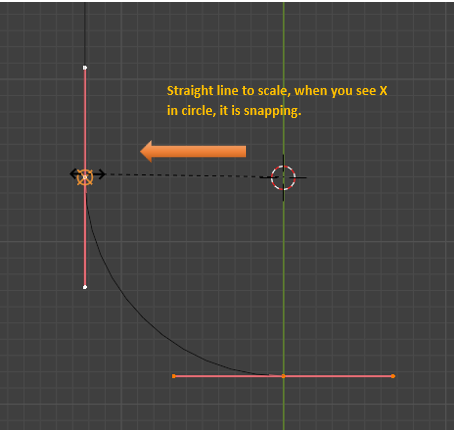 Straight line to scale, when you see X
in circle, it is snapping.